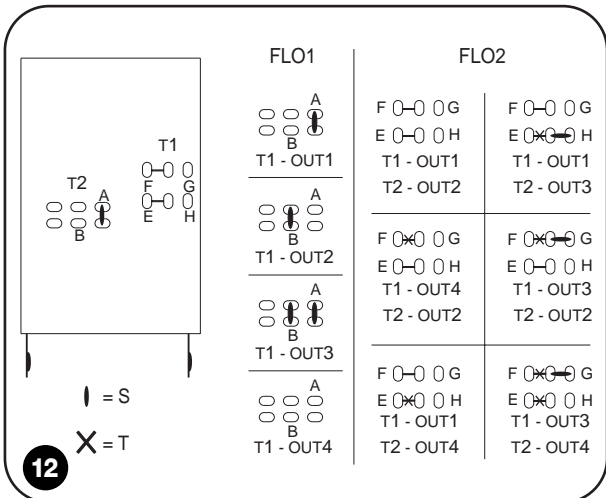 FLO1
FLO2
T1
F G
E H
T2
A
B
= S
= T
12
A
B
T1 - OUT1
A
B
T1 - OUT2
A
B
T1 - OUT3
A
B
T1 - OUT4
F G
E H
T1 - OUT1
T2 - OUT2
F G
E H
T1 - OUT1
T2 - OUT3
F G
E H
T1 - OUT4
T2 - OUT2
F G
E H
T1 - OUT3
T2 - OUT2
F G
E H
T1 - OUT1
T2 - OUT4
F G
E H
T1 - OUT3
T2 - OUT4